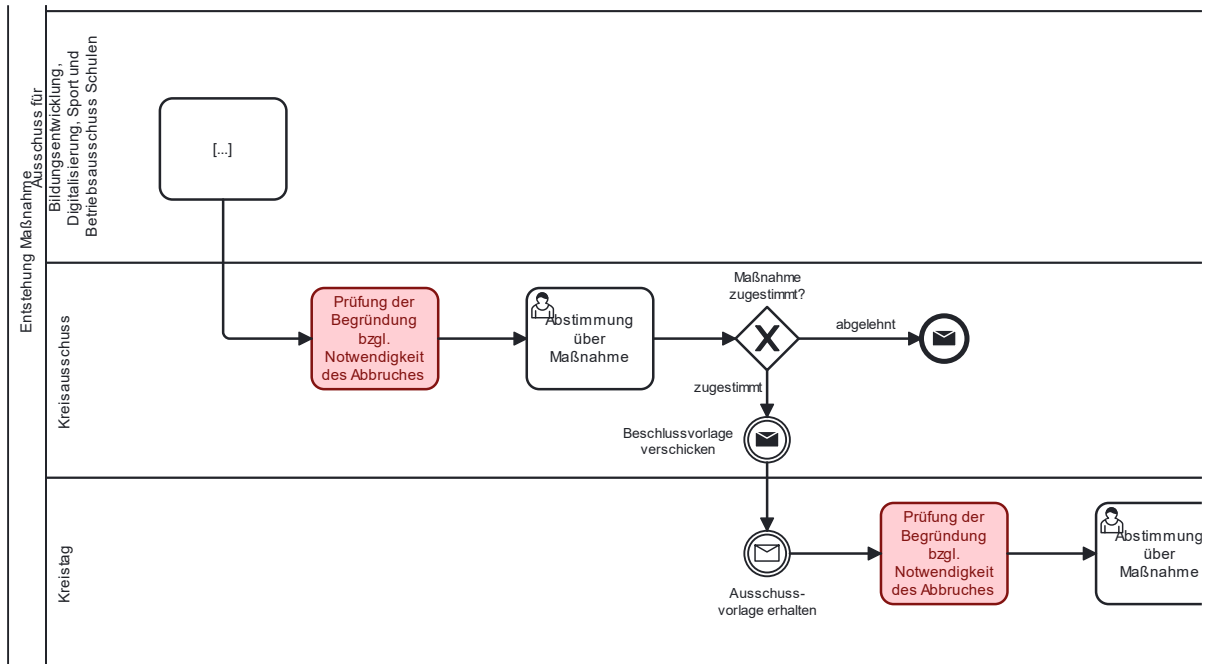 Entstehung Maßnahme
Ausschuss für
Bildungsentwicklung,
Digitalisierung, Sport und
Betriebsausschuss Schulen
[...]
Kreisausschuss
Prüfung der
Begründung
bzgl.
Notwendigkeit
des Abbruches
Abstimmung
über
Maßnahme
Maßnahme
zugestimmt?
abgelehnt
zugestimmt
Beschlussvorlage
verschicken
Kreistag
Ausschuss-
vorlage erhalten
Prüfung der
Begründung
bzgl.
Notwendigkeit
des Abbruches
Abstimmung
über
Maßnahme